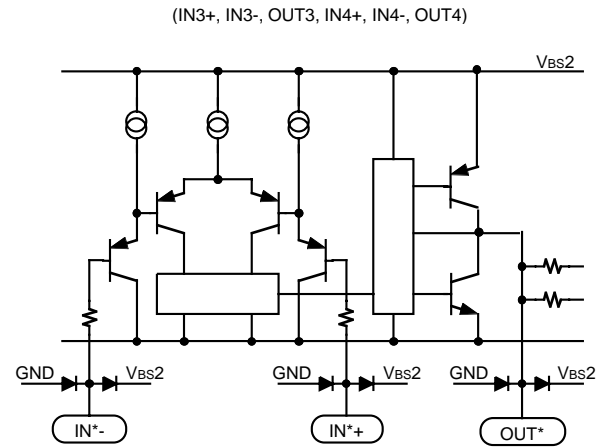 (IN3+, IN3-, OUT3, IN4+, IN4-, OUT4)
VBS2
GND VBS2 GND VBS2 GND VBS2
IN*- IN*+ OUT*